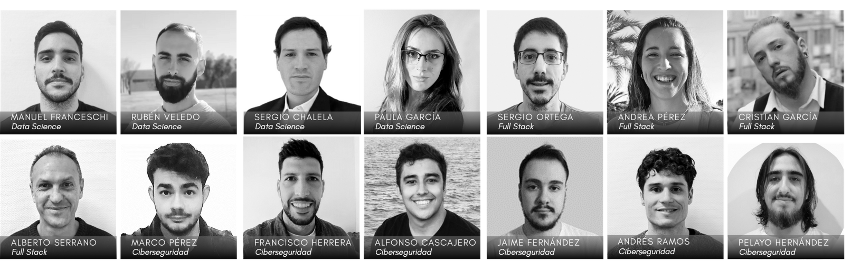 MANUEL FRANCESCHI
Data Science
RUBÉN VELEDO
Data Science
SERGIO CHALELA
Data Science
PAULA GARCÍA
Data Science
SERGIO ORTEGA
Full Stack
ANDREA PÉREZ
Full Stack
CRISTIAN GARCÍA
Full Stack
ALBERTO SERRANO
Full Stack
MARCO PÉREZ
Ciberseguridad
FRANCISCO HERRERA
Ciberseguridad
ALFONSO CASCAJERO
Ciberseguridad
JAIME FERNÁNDEZ
Ciberseguridad
ANDRÉS RAMOS
Ciberseguridad
PELAYO HERNÁNDEZ
Ciberseguridad